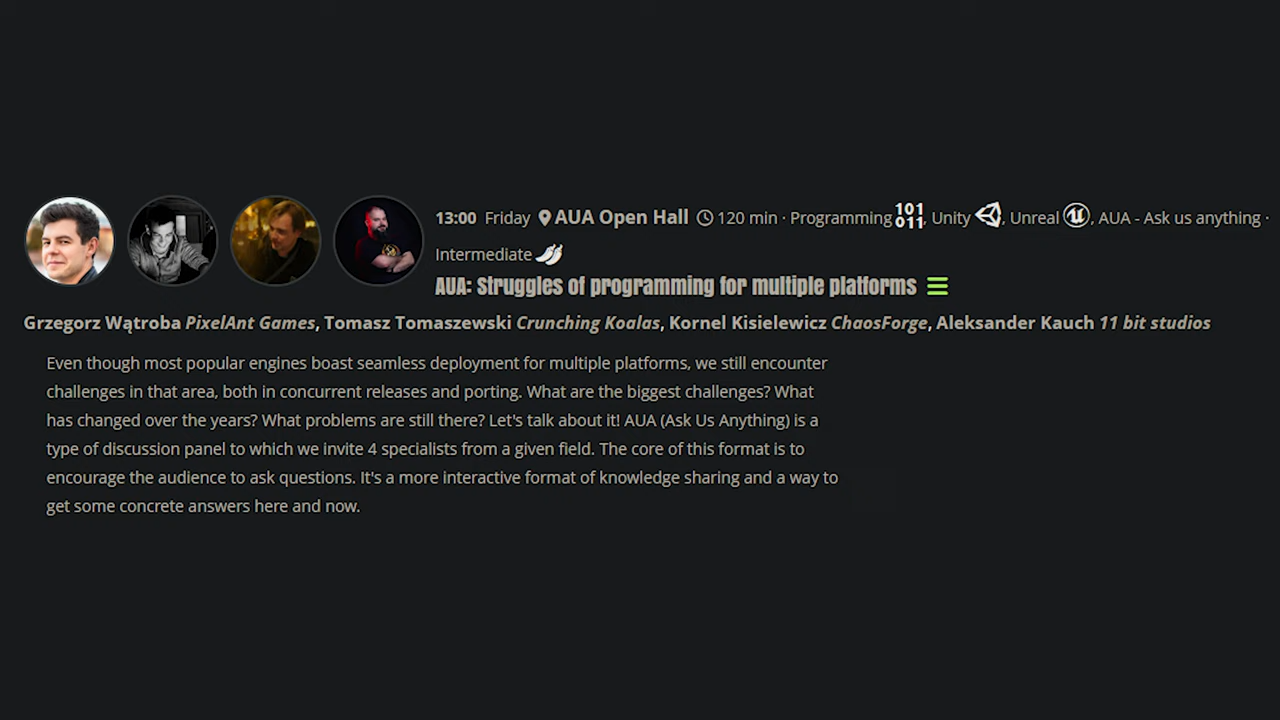 13:00 Friday AUA Open Hall 120 min · Programming 101 011, Unity, Unreal, AUA - Ask us anything ·
Intermediate
AUA: Struggles of programming for multiple platforms
Grzegorz Wątroba PixelAnt Games, Tomasz Tomaszewski Crunching Koalas, Kornel Kisielewicz ChaosForge, Aleksander Kauch 11 bit studios
Even though most popular engines boast seamless deployment for multiple platforms, we still encounter
challenges in that area, both in concurrent releases and porting. What are the biggest challenges? What
has changed over the years? What problems are still there? Let's talk about it! AUA (Ask Us Anything) is a
type of discussion panel to which we invite 4 specialists from a given field. The core of this format is to
encourage the audience to ask questions. It's a more interactive format of knowledge sharing and a way to
get some concrete answers here and now.